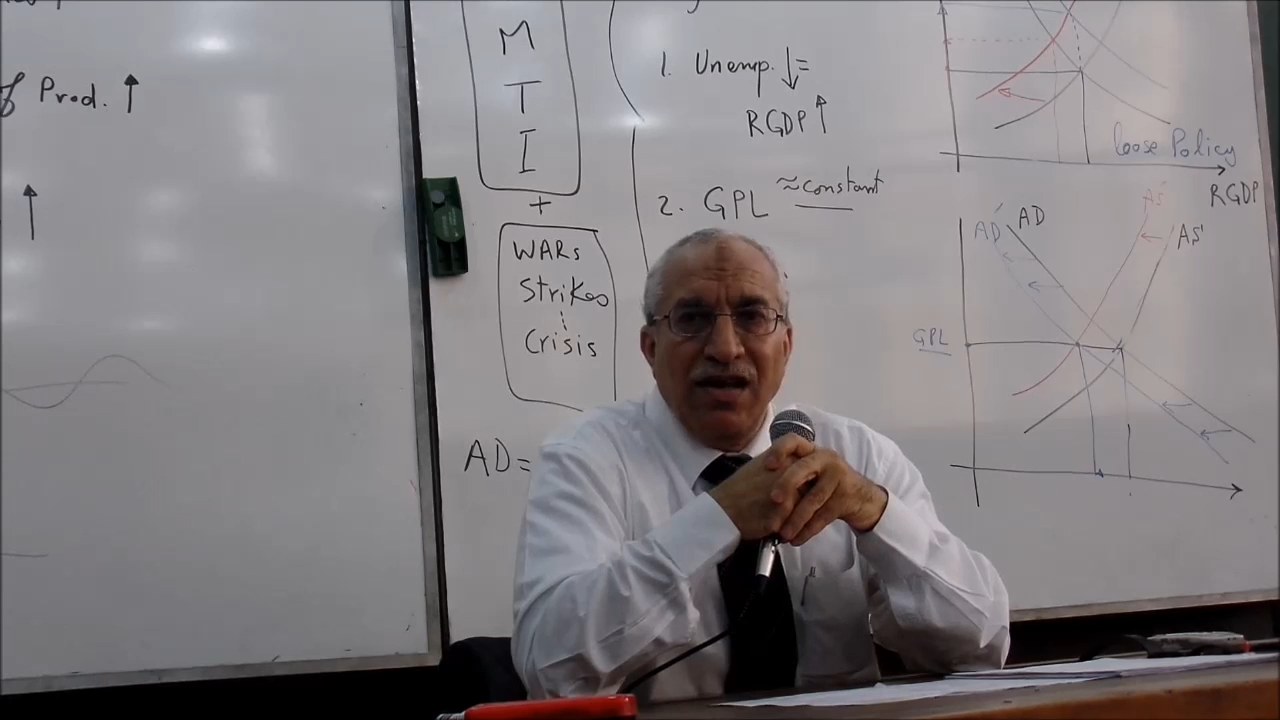 of Prod. ↑
↑
M
T
I
+
WARs
Strikes
Crisis
AD=
1. Unemp. ↓ =
RGDP ↑
2. GPL ≈constant
loose Policy
RGDP
AD' AD
AS'
AS'
GPL